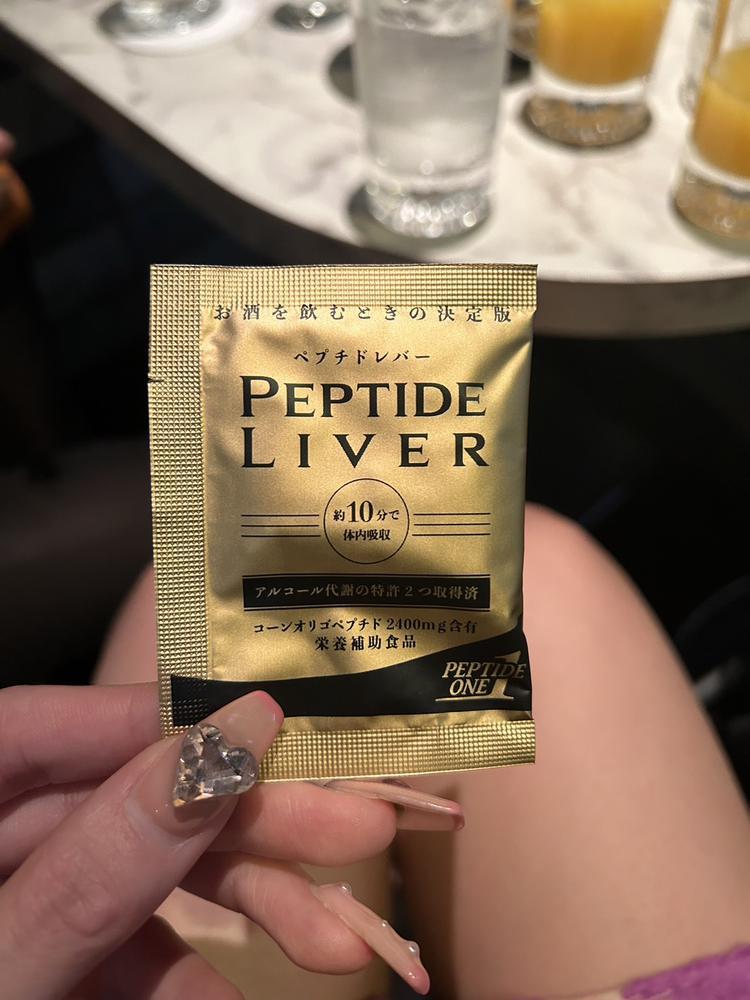 お酒を飲むときの決定版
ペプチドレバー
PEPTIDE
LIVER
約10分で
体内吸収
アルコール代謝の特許2つ取得済
コーンオリゴペプチド 2400mg含有
栄養補助食品
PEPTIDE
ONE 1